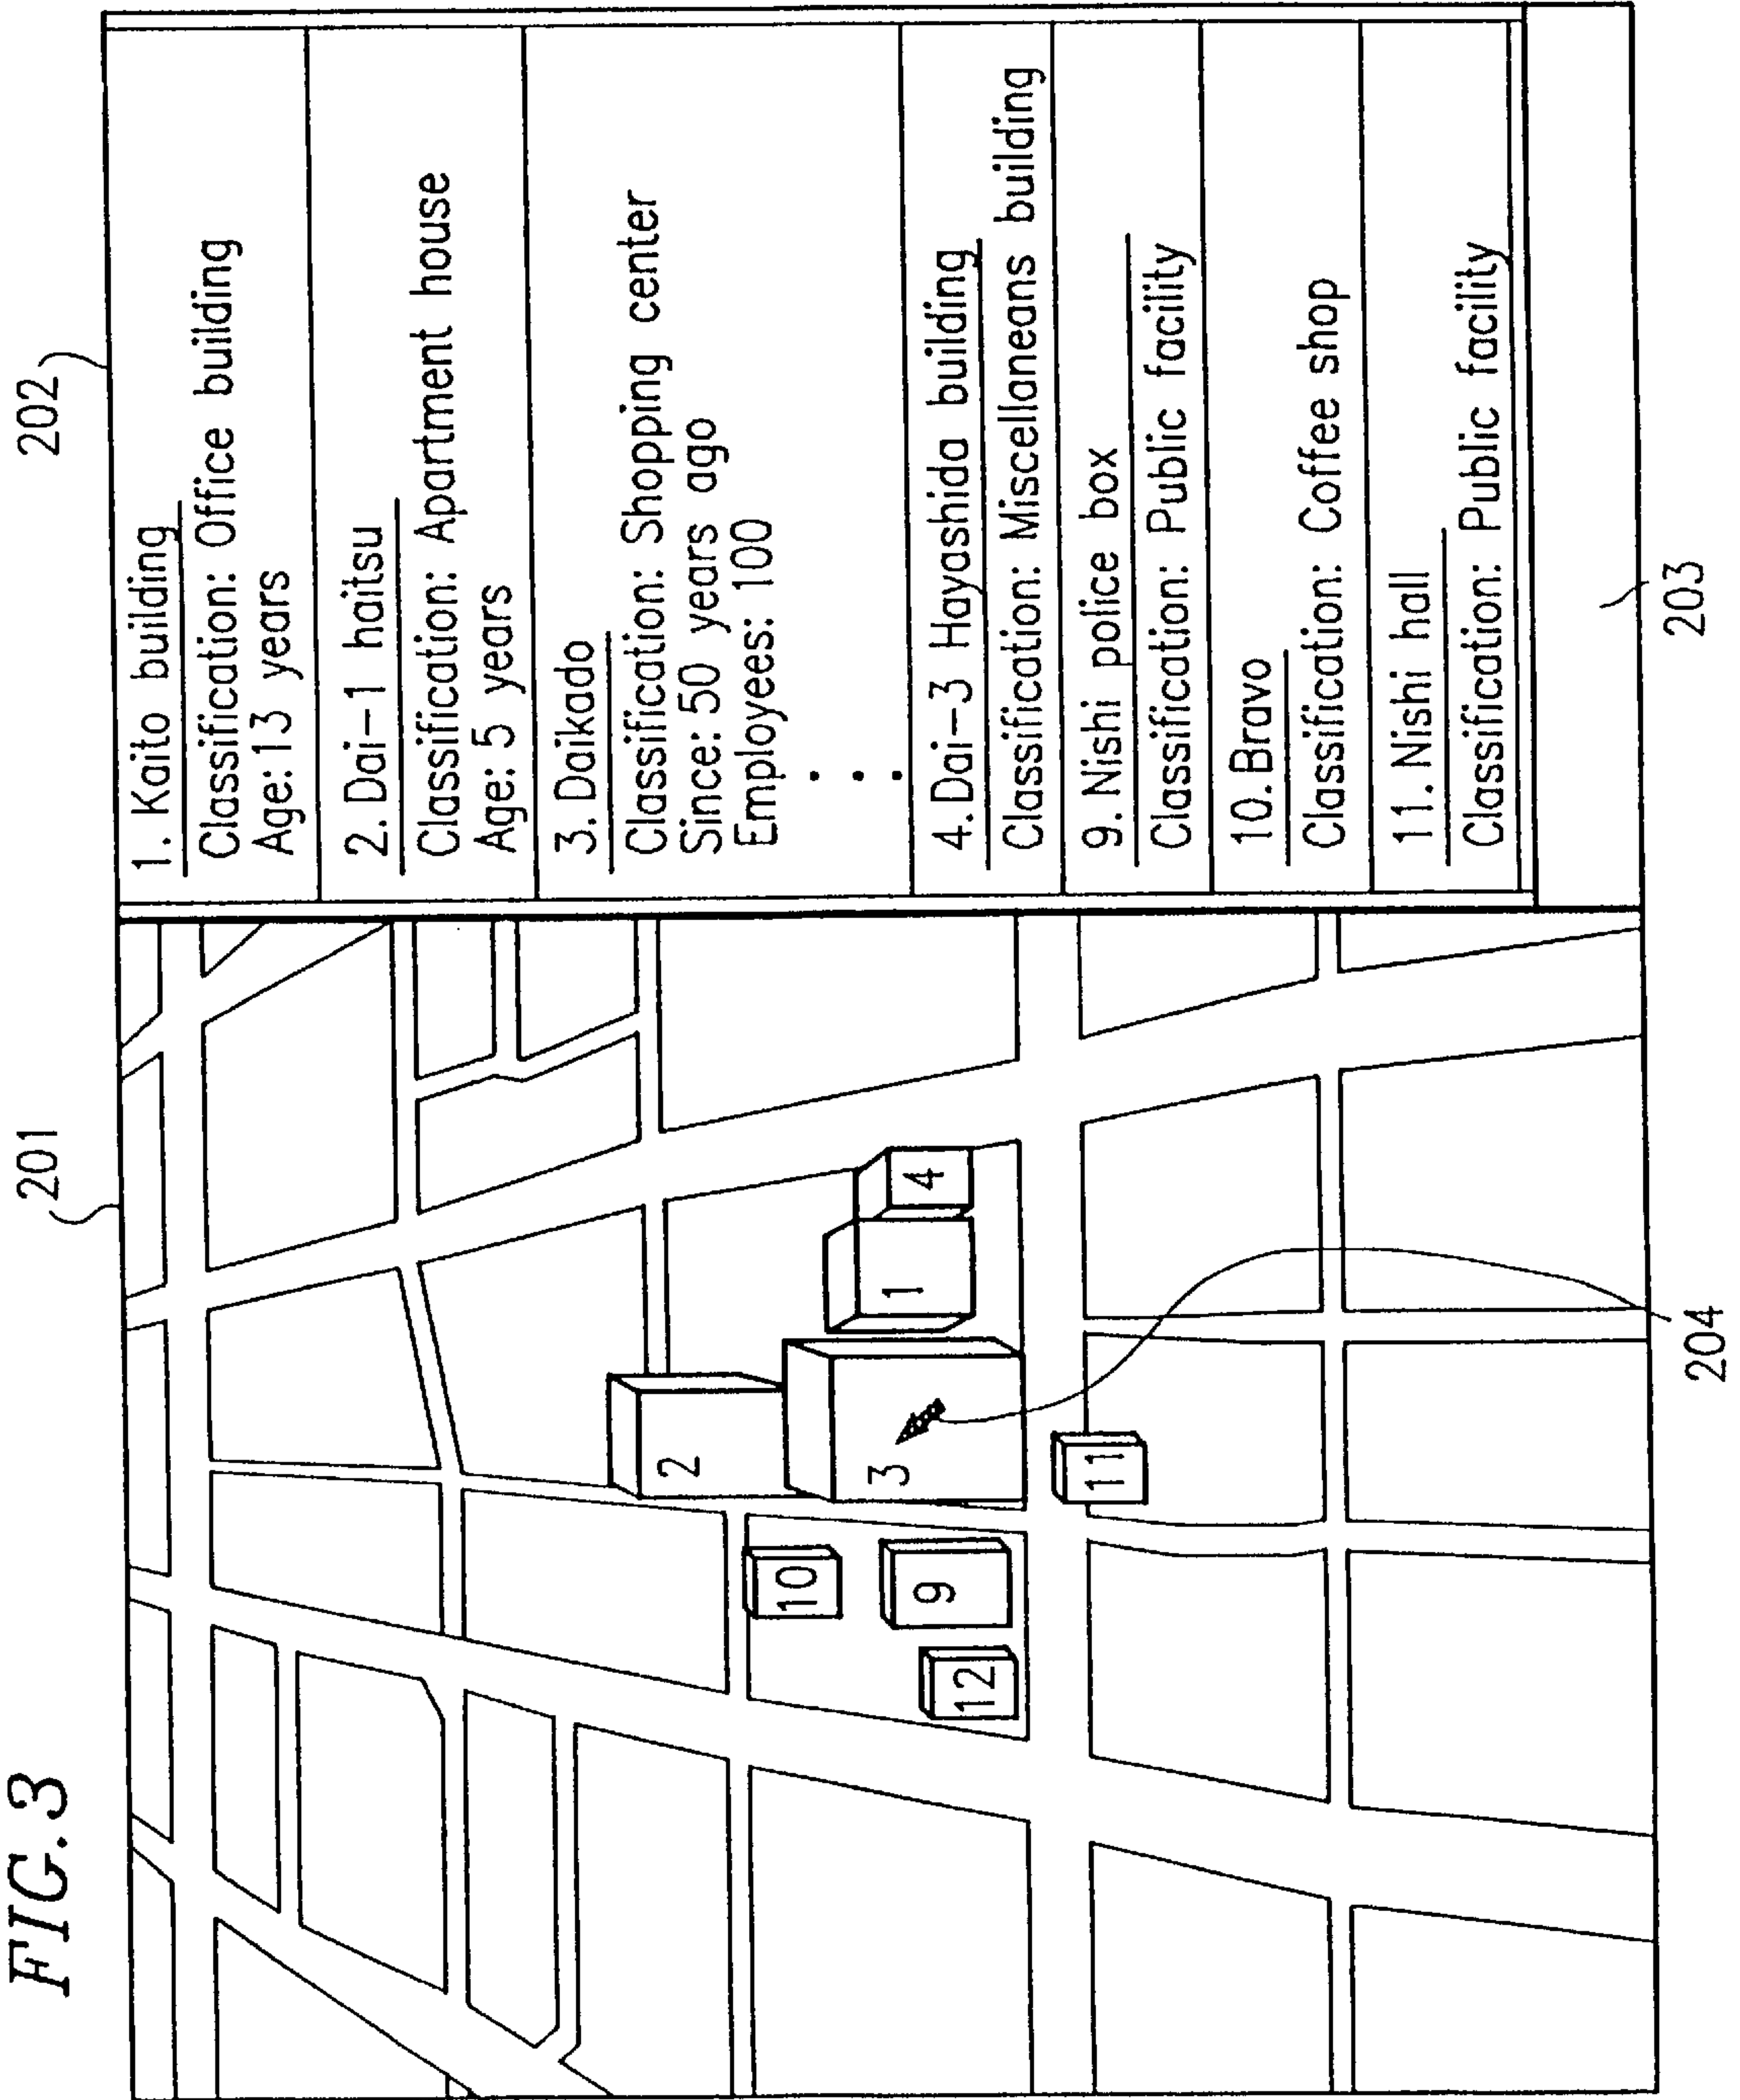 FIG.3
201
202
2
3
1
4
10
9
12
11
1. Kaito building
Classification: Office building
Age: 13 years
2. Dai-1 haitsu
Classification: Apartment house
Age: 5 years
3. Daikado
Classification: Shopping center
Since: 50 years ago
Employees: 100
4. Dai-3 Hayashida building
Classification: Miscellaneans building
9. Nishi police box
Classification: Public facility
10. Bravo
Classification: Coffee shop
11. Nishi hall
Classification: Public facility
204
203